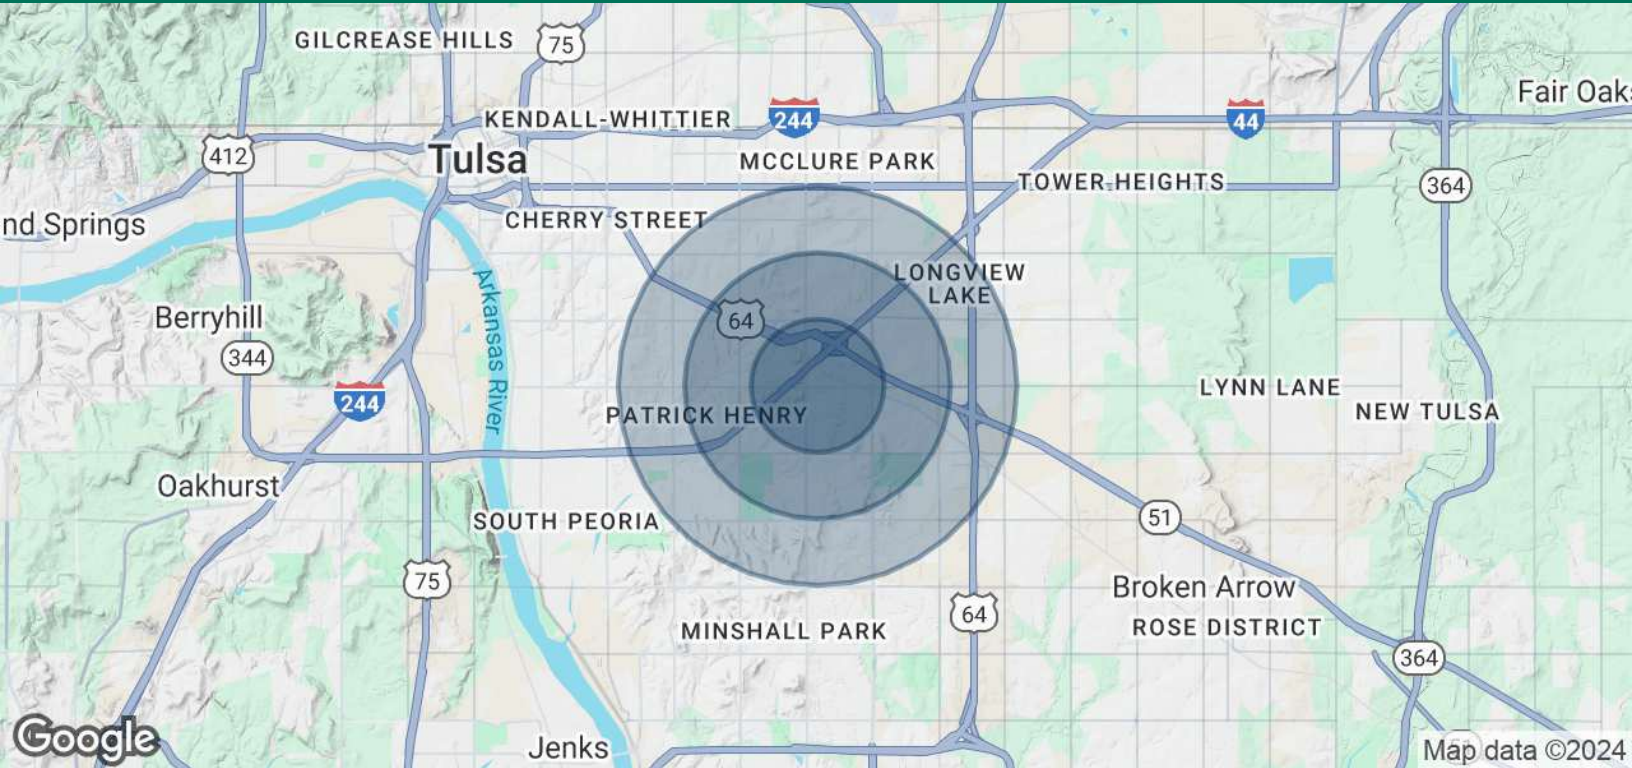 GILCREASE HILLS
75
Fair Oaks
KENDALL-WHITTIER
244
44
412
Tulsa
MCCLURE PARK
TOWER HEIGHTS
364
nd Springs
CHERRY STREET
LONGVIEW
LAKE
Arkansas River
Berryhill
64
344
244
LYNN LANE
PATRICK HENRY
NEW TULSA
Oakhurst
SOUTH PEORIA
51
75
Broken Arrow
64
MINSHALL PARK
ROSE DISTRICT
364
Google
Jenks
Map data ©2024